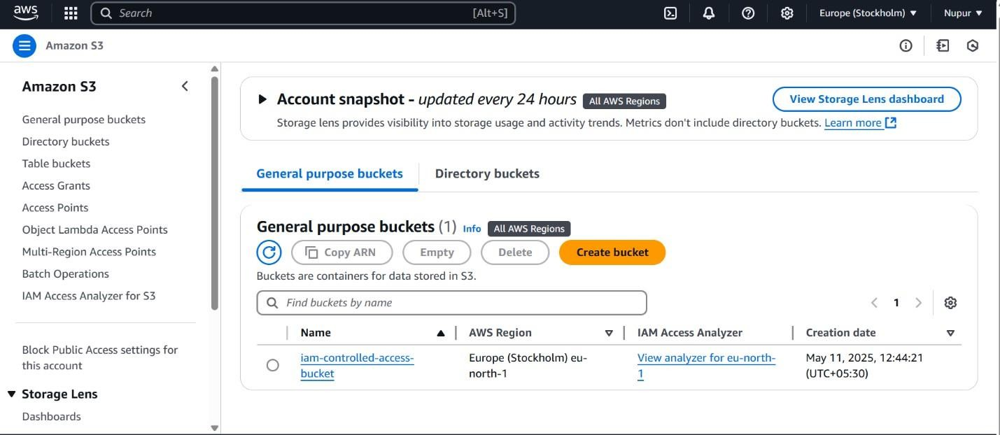 aws
Search [Alt+S]
Europe (Stockholm) Nupur
Amazon S3
Amazon S3
General purpose buckets
Directory buckets
Table buckets
Access Grants
Access Points
Object Lambda Access Points
Multi-Region Access Points
Batch Operations
IAM Access Analyzer for S3
Block Public Access settings for
this account
Storage Lens
Dashboards
Account snapshot - updated every 24 hours All AWS Regions
View Storage Lens dashboard
Storage lens provides visibility into storage usage and activity trends. Metrics don't include directory buckets. Learn more
General purpose buckets Directory buckets
General purpose buckets (1) Info All AWS Regions
Copy ARN Empty Delete Create bucket
Buckets are containers for data stored in S3.
Find buckets by name
1
Name AWS Region IAM Access Analyzer Creation date
iam-controlled-access- Europe (Stockholm) eu- View analyzer for eu-north- May 11, 2025, 12:44:21
bucket north-1 1 (UTC+05:30)